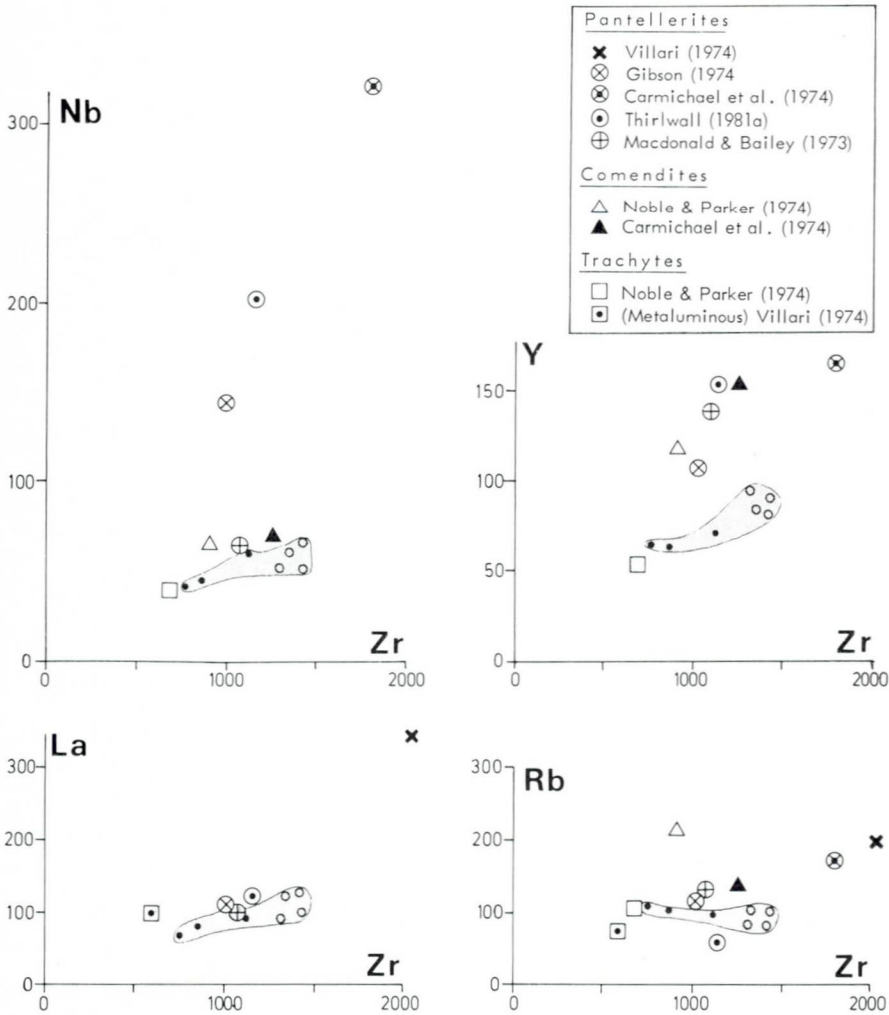 Pantellerites
Villari (1974)
Gibson (1974
Carmichael et al. (1974)
Thirlwall (1981a)
Macdonald & Bailey (1973)
Comendites
Noble & Parker (1974)
Carmichael et al. (1974)
Trachytes
Noble & Parker (1974)
(Metaluminous) Villari (1974)
Nb
300
200
100
0
0 1000 2000
Zr
Y
150
100
50
0
0 1000 2000
Zr
La
300
200
100
0
0 1000 2000
Zr
Rb
300
200
100
0
0 1000 2000
Zr